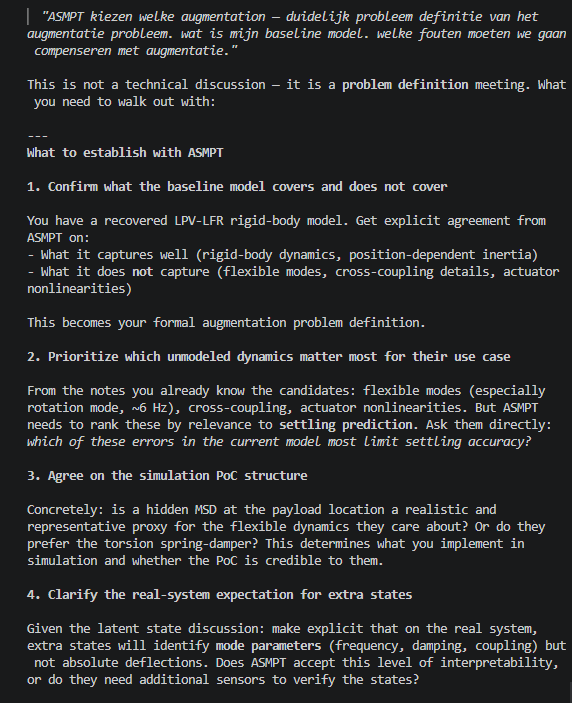 "ASMPT kiezen welke augmentation — duidelijk probleem definitie van het
augmentatie probleem. wat is mijn baseline model. welke fouten moeten we gaan
compenseren met augmentatie."
This is not a technical discussion — it is a problem definition meeting. What
you need to walk out with:
---
What to establish with ASMPT
1. Confirm what the baseline model covers and does not cover
You have a recovered LPV-LFR rigid-body model. Get explicit agreement from
ASMPT on:
- What it captures well (rigid-body dynamics, position-dependent inertia)
- What it does not capture (flexible modes, cross-coupling details, actuator
nonlinearities)
This becomes your formal augmentation problem definition.
2. Prioritize which unmodeled dynamics matter most for their use case
From the notes you already know the candidates: flexible modes (especially
rotation mode, ~6 Hz), cross-coupling, actuator nonlinearities. But ASMPT
needs to rank these by relevance to settling prediction. Ask them directly:
which of these errors in the current model most limit settling accuracy?
3. Agree on the simulation PoC structure
Concretely: is a hidden MSD at the payload location a realistic and
representative proxy for the flexible dynamics they care about? Or do they
prefer the torsion spring-damper? This determines what you implement in
simulation and whether the PoC is credible to them.
4. Clarify the real-system expectation for extra states
Given the latent state discussion: make explicit that on the real system,
extra states will identify mode parameters (frequency, damping, coupling) but
not absolute deflections. Does ASMPT accept this level of interpretability,
or do they need additional sensors to verify the states?